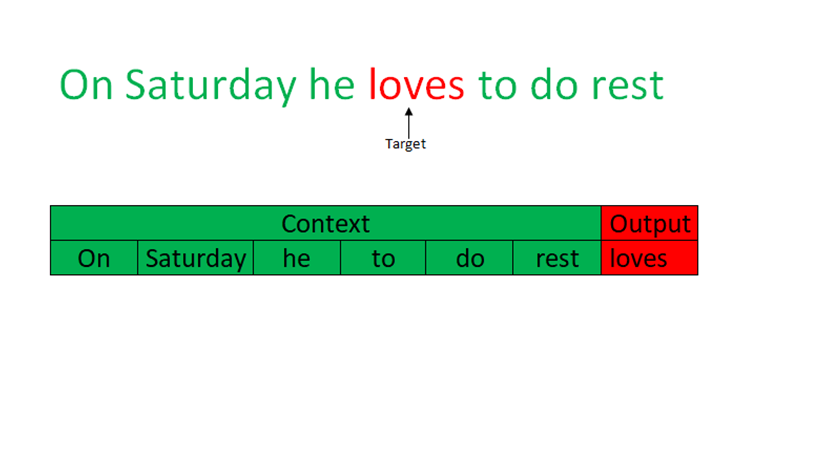 On Saturday he loves to do rest
Target
Context Output
On Saturday he to do rest loves